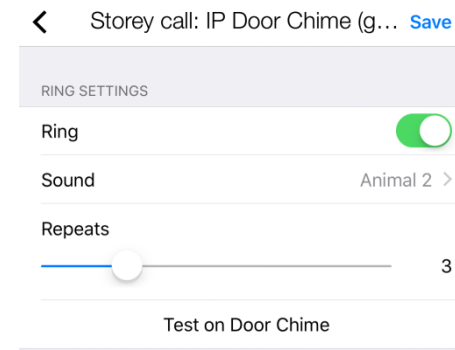 Storey call: IP Door Chime (g... Save
RING SETTINGS
Ring
Sound Animal 2
Repeats
3
Test on Door Chime